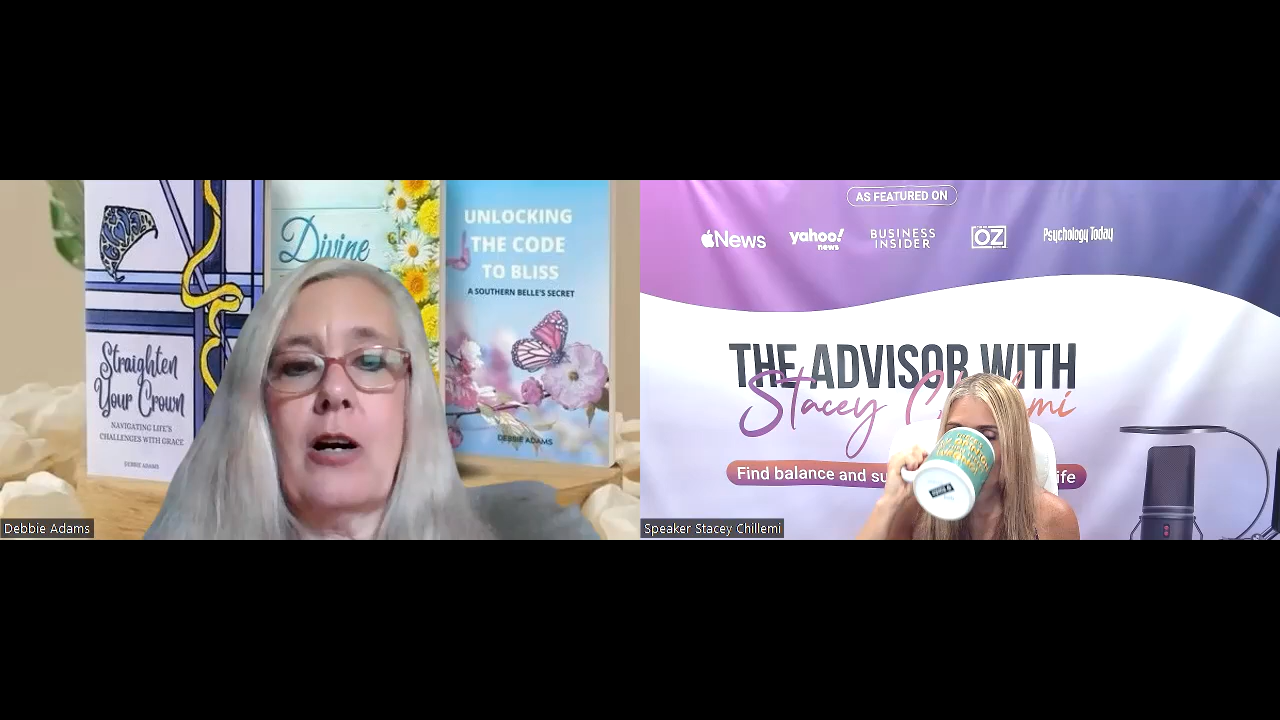 Straighten
Your Crown
NAVIGATING LIFE'S
CHALLENGES WITH GRACE
DEBBIE ADAMS
Divine
UNLOCKING
THE CODE
TO BLISS
A SOUTHERN BELLE'S SECRET
DEBBIE ADAMS
Debbie Adams
AS FEATURED ON
News
yahoo!
news
BUSINESS
INSIDER
OZ
Psychology Today
THE ADVISOR WITH
Stacey
Find balance and
Speaker Stacey Chillemi